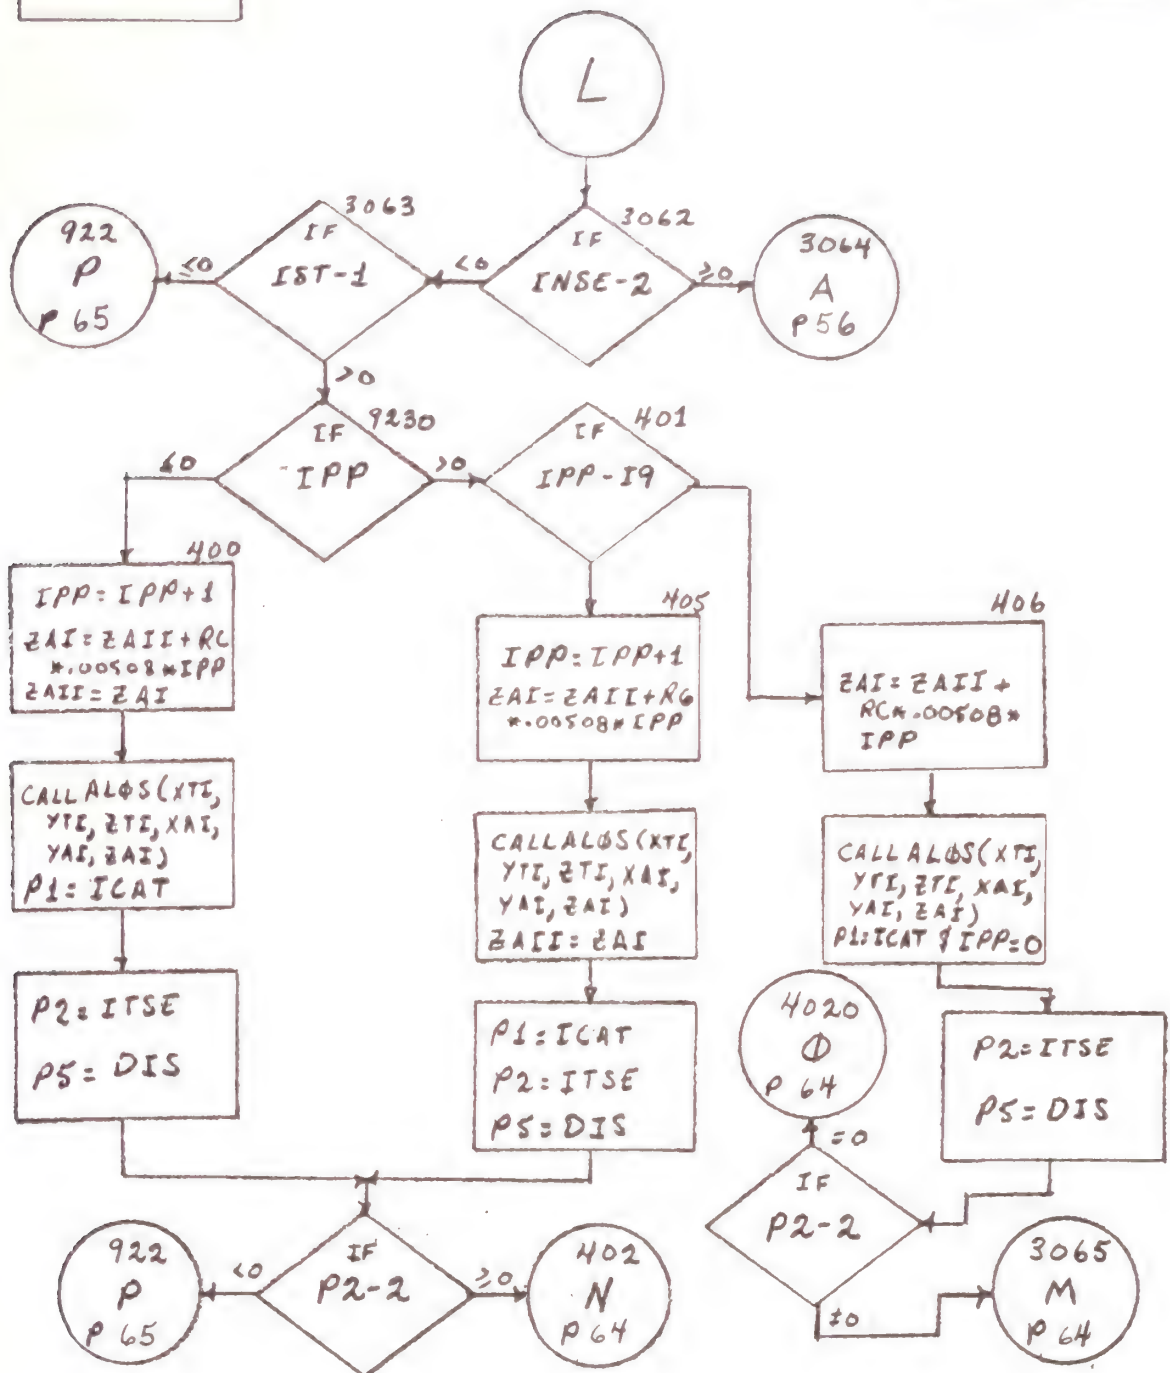 L
3063
IF
IST-1
3062
IF
INSE-2
922
P
P 65
≤0
<0
≥0
3064
A
P 56
>0
9230
IF
IPP
≤0
>0
401
IF
IPP-I9
400
IPP=IPP+1
ZAI=ZAII+RC
*.00508*IPP
ZAII=ZAI
405
IPP=IPP+1
ZAI=ZAII+RC
*.00508*IPP
406
ZAI=ZAII+
RC*.00508*
IPP
CALL ALØS(XTI,
YTI, ZTI, XAI,
YAI, ZAI)
P1=ICAT
CALL ALØS(XTI,
YTI, ZTI, XAI,
YAI, ZAI)
ZAII=ZAI
CALL ALØS(XTI,
YTI, ZTI, XAI,
YAI, ZAI)
P1=ICAT $ IPP=0
P2=ITSE
P5=DIS
P1=ICAT
P2=ITSE
P5=DIS
4020
Φ
P 64
P2=ITSE
P5=DIS
=0
IF
P2-2
≠0
922
P
P 65
<0
IF
P2-2
≥0
402
N
P 64
3065
M
P 64